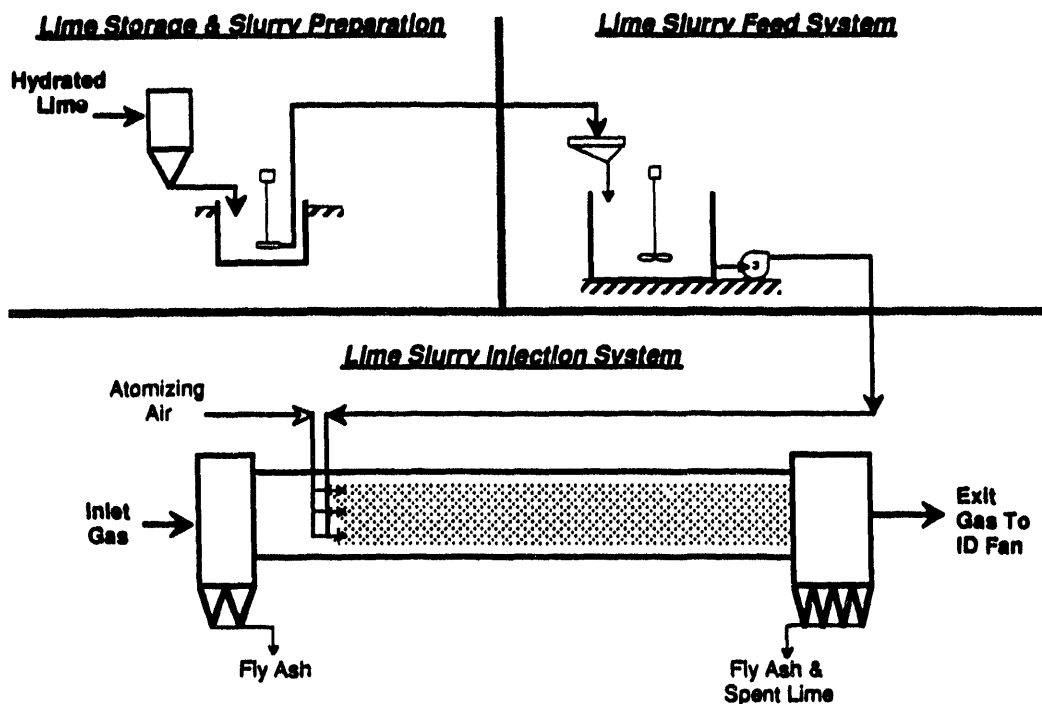 Lime Storage & Slurry Preparation
Lime Slurry Feed System
Hydrated
Lime
3
Lime Slurry Injection System
Atomizing
Air
Inlet
Gas
Exit
Gas To
ID Fan
Fly Ash
Fly Ash &
Spent Lime